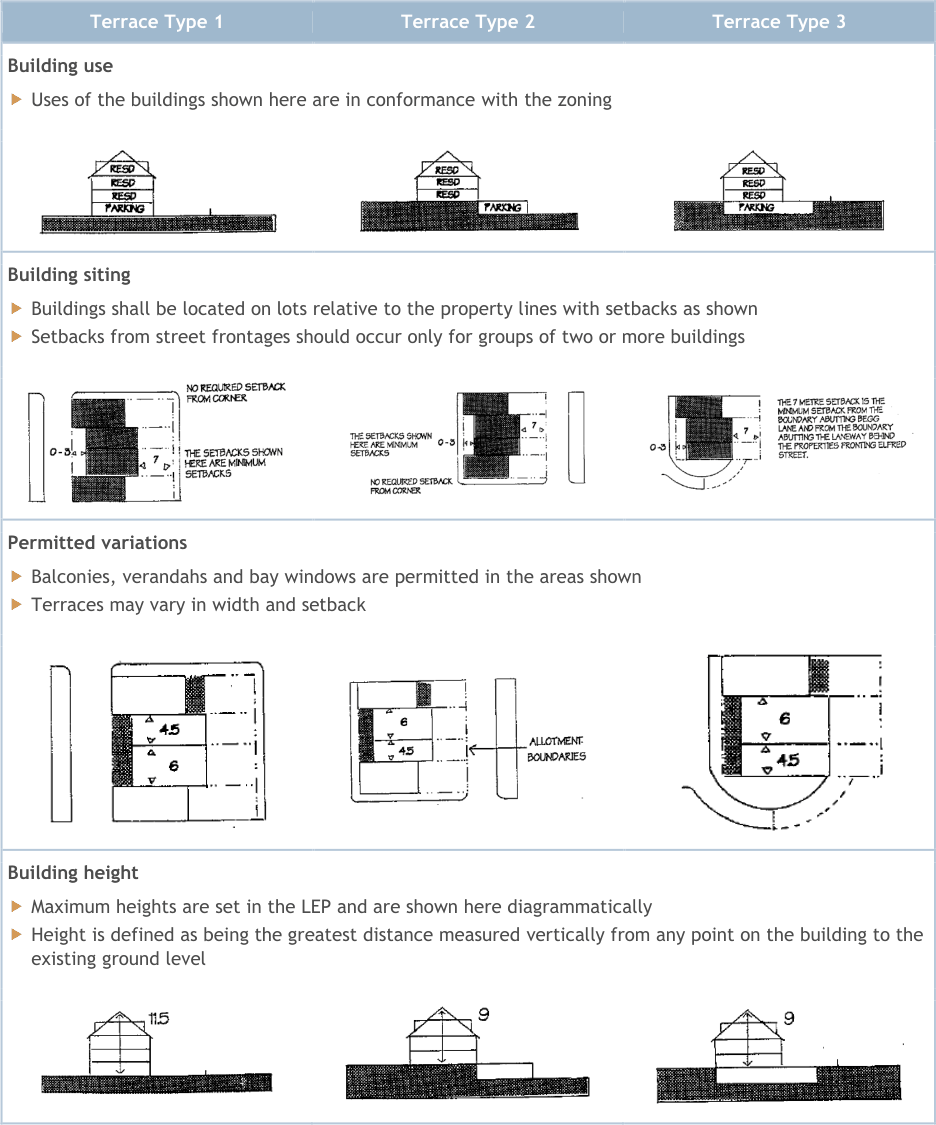 Terrace Type 1
Terrace Type 2
Terrace Type 3
Building use
Uses of the buildings shown here are in conformance with the zoning
RESD
RESD
RESD
PARKING
RESD
RESD
RESD
PARKING
RESD
RESD
RESD
PARKING
Building siting
Buildings shall be located on lots relative to the property lines with setbacks as shown
Setbacks from street frontages should occur only for groups of two or more buildings
NO REQUIRED SETBACK
FROM CORNER
0-3
7
THE SETBACKS SHOWN
HERE ARE MINIMUM
SETBACKS
THE SETBACKS SHOWN
HERE ARE MINIMUM
SETBACKS
0-3
7
NO REQUIRED SETBACK
FROM CORNER
0-3
7
THE 7 METRE SETBACK IS THE
MINIMUM SETBACK FROM THE
BOUNDARY ABUTTING BEGG
LANE AND FROM THE BOUNDARY
ABUTTING THE LANEWAY BEHIND
THE PROPERTIES FRONTING ELFRED
STREET.
Permitted variations
Balconies, verandahs and bay windows are permitted in the areas shown
Terraces may vary in width and setback
4.5
6
6
4.5
ALLOTMENT
BOUNDARIES
6
4.5
Building height
Maximum heights are set in the LEP and are shown here diagrammatically
Height is defined as being the greatest distance measured vertically from any point on the building to the
existing ground level
11.5
9
9